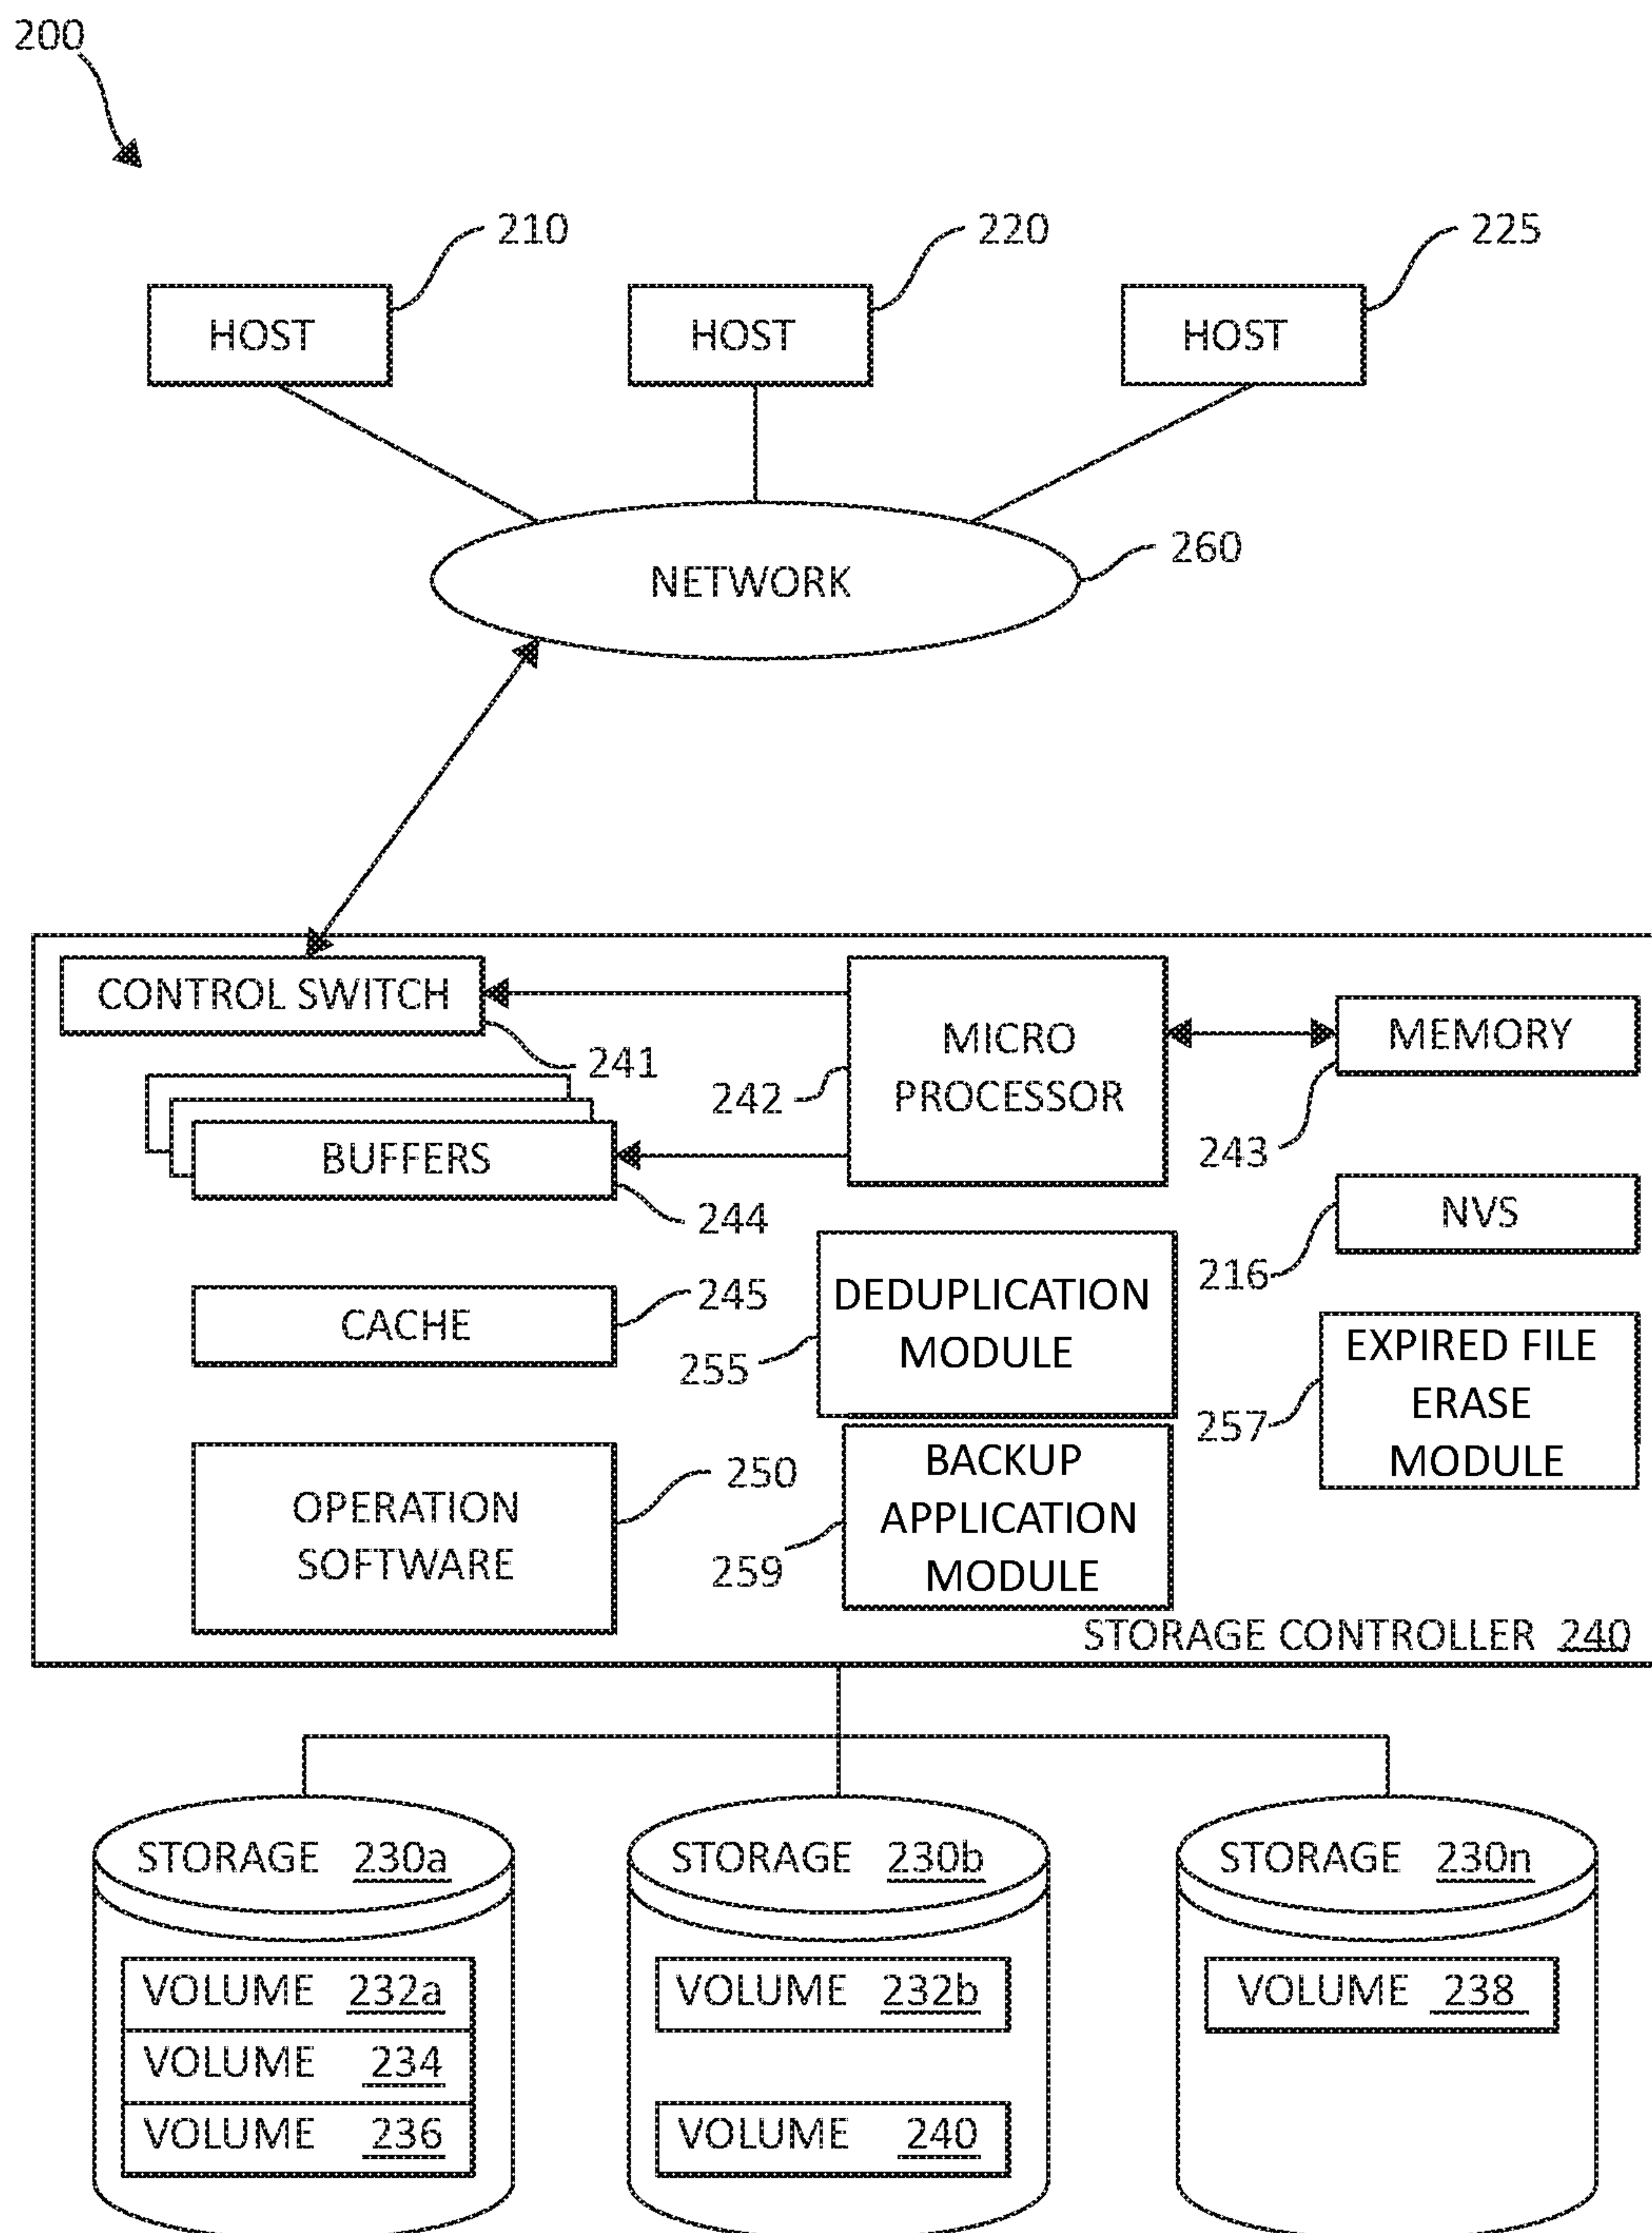 200
210
220
225
HOST
HOST
HOST
260
NETWORK
CONTROL SWITCH
241
MICRO
PROCESSOR
242
MEMORY
243
BUFFERS
244
NVS
216
CACHE
245
DEDUPLICATION
MODULE
255
EXPIRED FILE
ERASE
MODULE
257
OPERATION
SOFTWARE
250
BACKUP
APPLICATION
MODULE
259
STORAGE CONTROLLER 240
STORAGE 230a
VOLUME 232a
VOLUME 234
VOLUME 236
STORAGE 230b
VOLUME 232b
VOLUME 240
STORAGE 230n
VOLUME 238